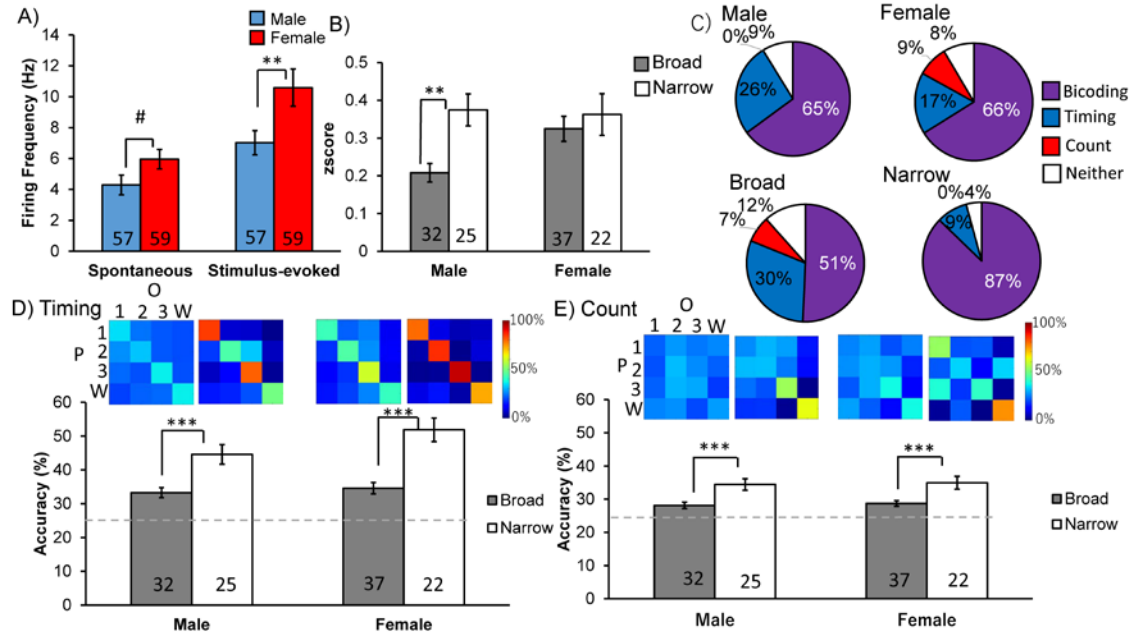 A)
Male
Female
Firing Frequency (Hz)
14
12
10
8
6
4
2
0
#
**
57
59
57
59
Spontaneous
Stimulus-evoked
B)
zscore
0.5
0.4
0.3
0.2
0.1
0
**
32
25
37
22
Male
Female
Broad
Narrow
C)
Male
0% 9%
26%
65%
Female
8%
9%
17%
66%
Bicoding
Timing
Count
Neither
Broad
12%
7%
30%
51%
Narrow
0% 4%
9%
87%
D) Timing
O
1 2 3 W
P
1
2
3
W
100%
0%
Accuracy (%)
60
50
40
30
20
10
0
***
***
32
25
37
22
Male
Female
Broad
Narrow
E) Count
O
1 2 3 W
P
1
2
3
W
100%
0%
Accuracy (%)
60
50
40
30
20
10
0
***
***
32
25
37
22
Male
Female
Broad
Narrow